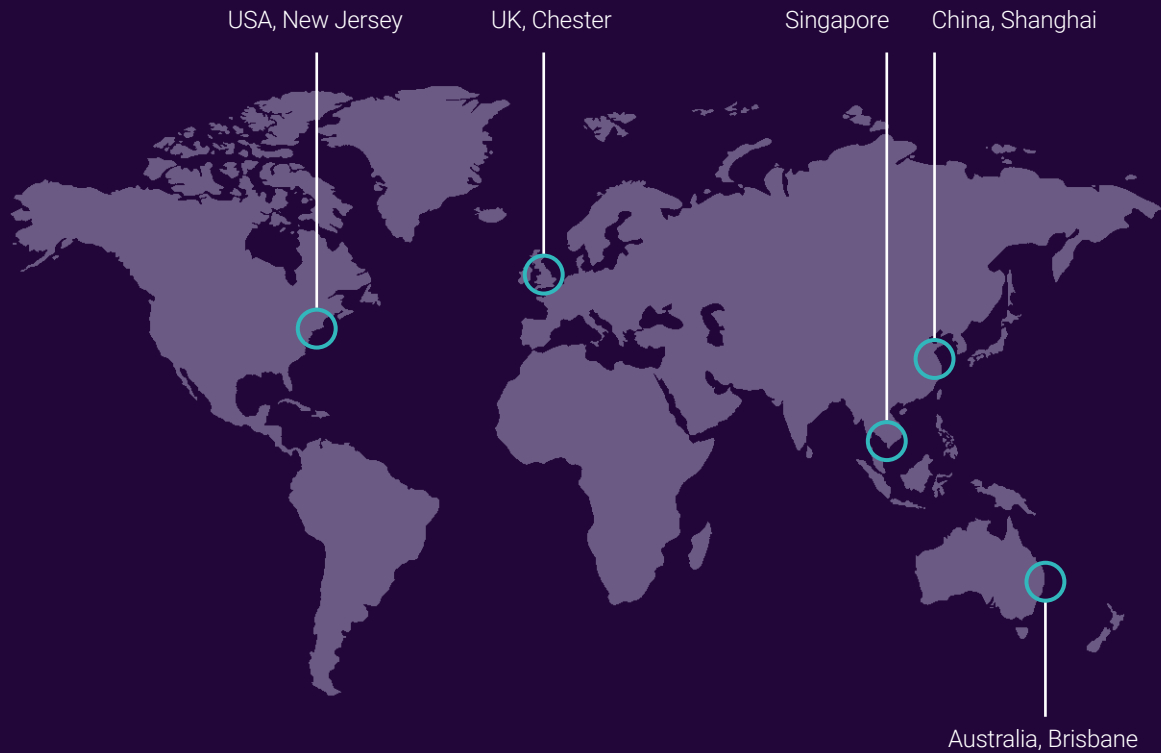 USA, New Jersey
UK, Chester
Singapore
China, Shanghai
Australia, Brisbane